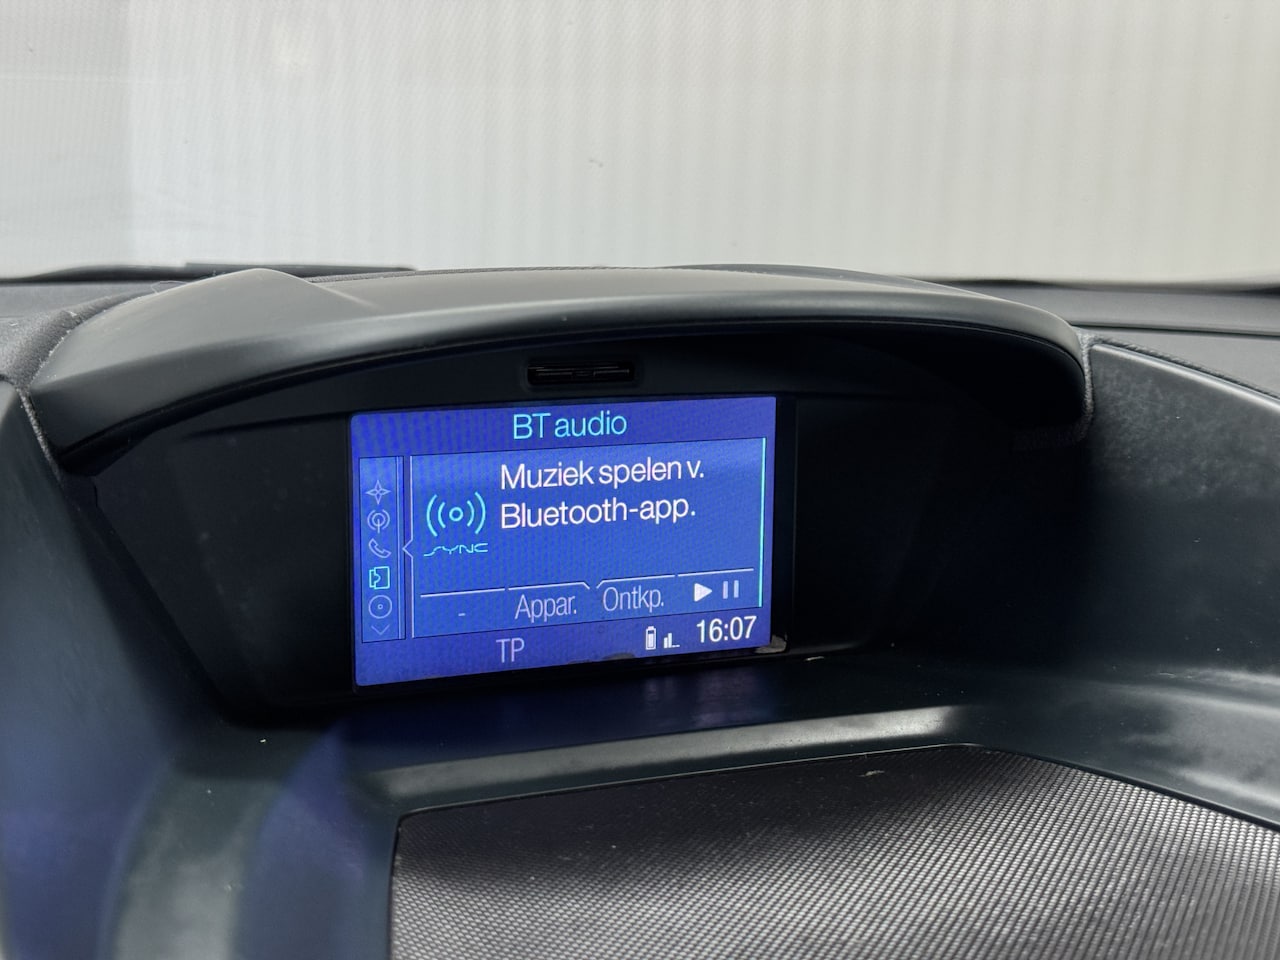 BT audio
Muziek spelen v.
Bluetooth-app.
SYNC
- Appar. Ontkp.
TP 16:07